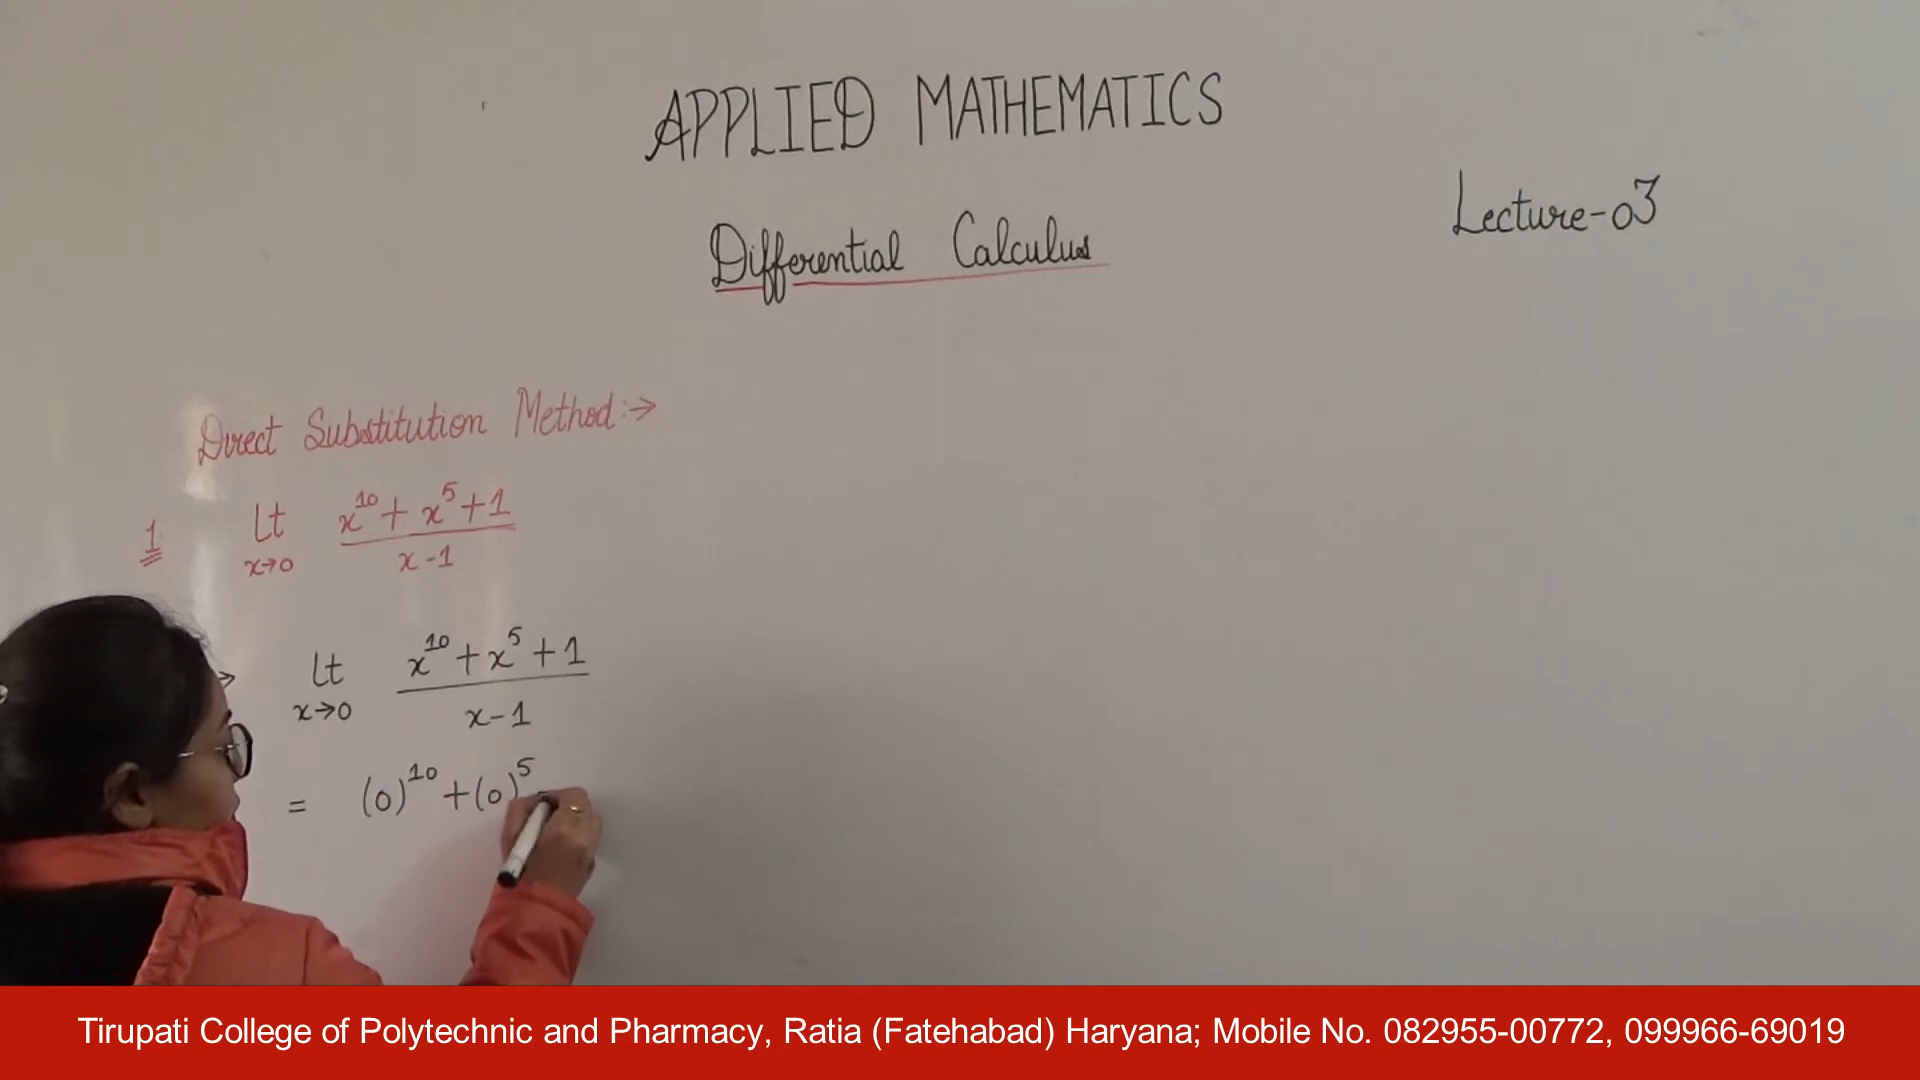 APPLIED MATHEMATICS
Lecture-03
Differential Calculus
Direct Substitution Method :→
1 Lt x→0 x^10 + x^5 + 1 / x - 1
→ Lt x→0 x^10 + x^5 + 1 / x - 1
= (0)^10 + (0)^5
Tirupati College of Polytechnic and Pharmacy, Ratia (Fatehabad) Haryana; Mobile No. 082955-00772, 099966-69019